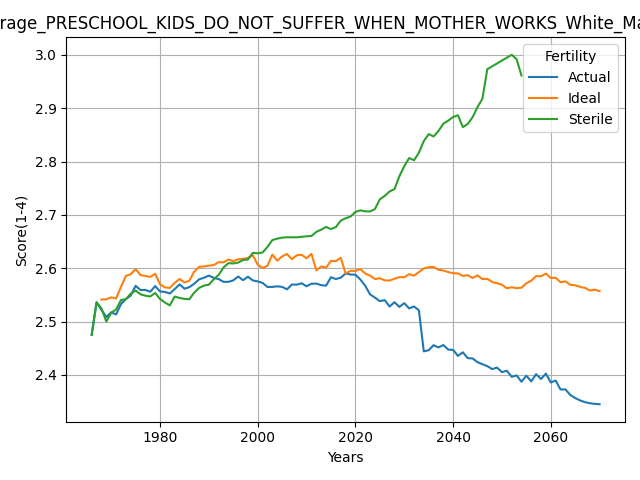 rage_PRESCHOOL_KIDS_DO_NOT_SUFFER_WHEN_MOTHER_WORKS_White_Ma
Fertility
Actual
Ideal
Sterile
Score(1-4)
3.0
2.9
2.8
2.7
2.6
2.5
2.4
1980 2000 2020 2040 2060
Years